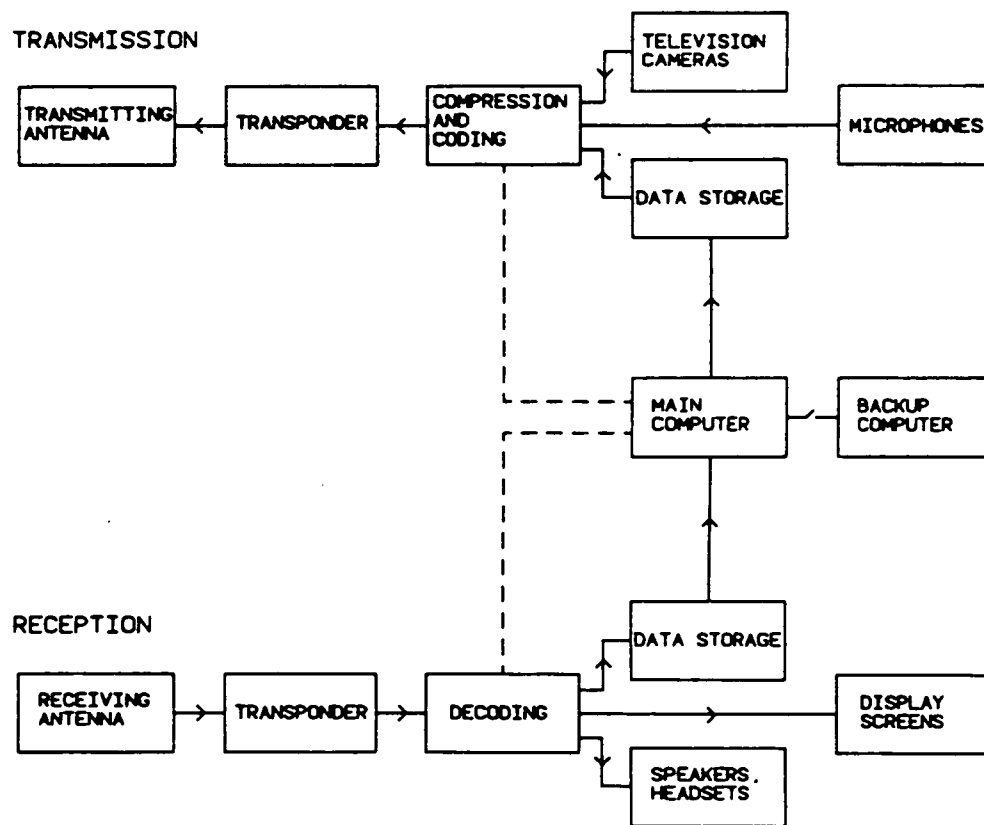 TRANSMISSION
TELEVISION
CAMERAS
TRANSMITTING
ANTENNA
TRANSPONDER
COMPRESSION
AND
CODING
MICROPHONES
DATA STORAGE
MAIN
COMPUTER
BACKUP
COMPUTER
RECEPTION
DATA STORAGE
RECEIVING
ANTENNA
TRANSPONDER
DECODING
DISPLAY
SCREENS
SPEAKERS,
HEADSETS